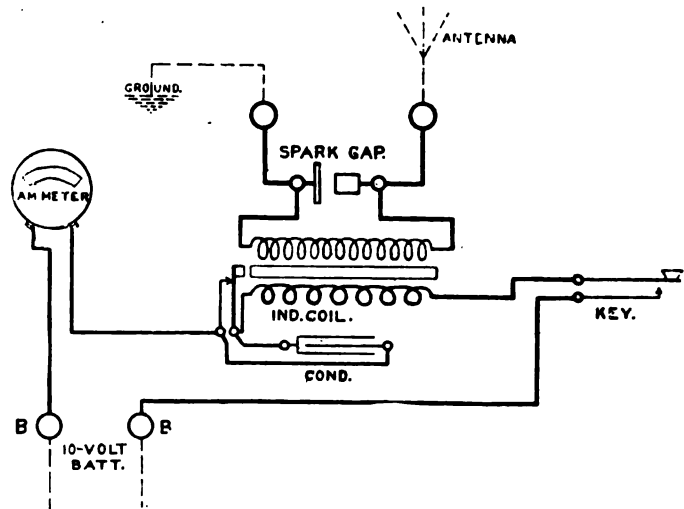 ANTENNA
GROUND.
SPARK GAP.
AMMETER
IND. COIL.
KEY.
COND.
B
B
10-VOLT
BATT.